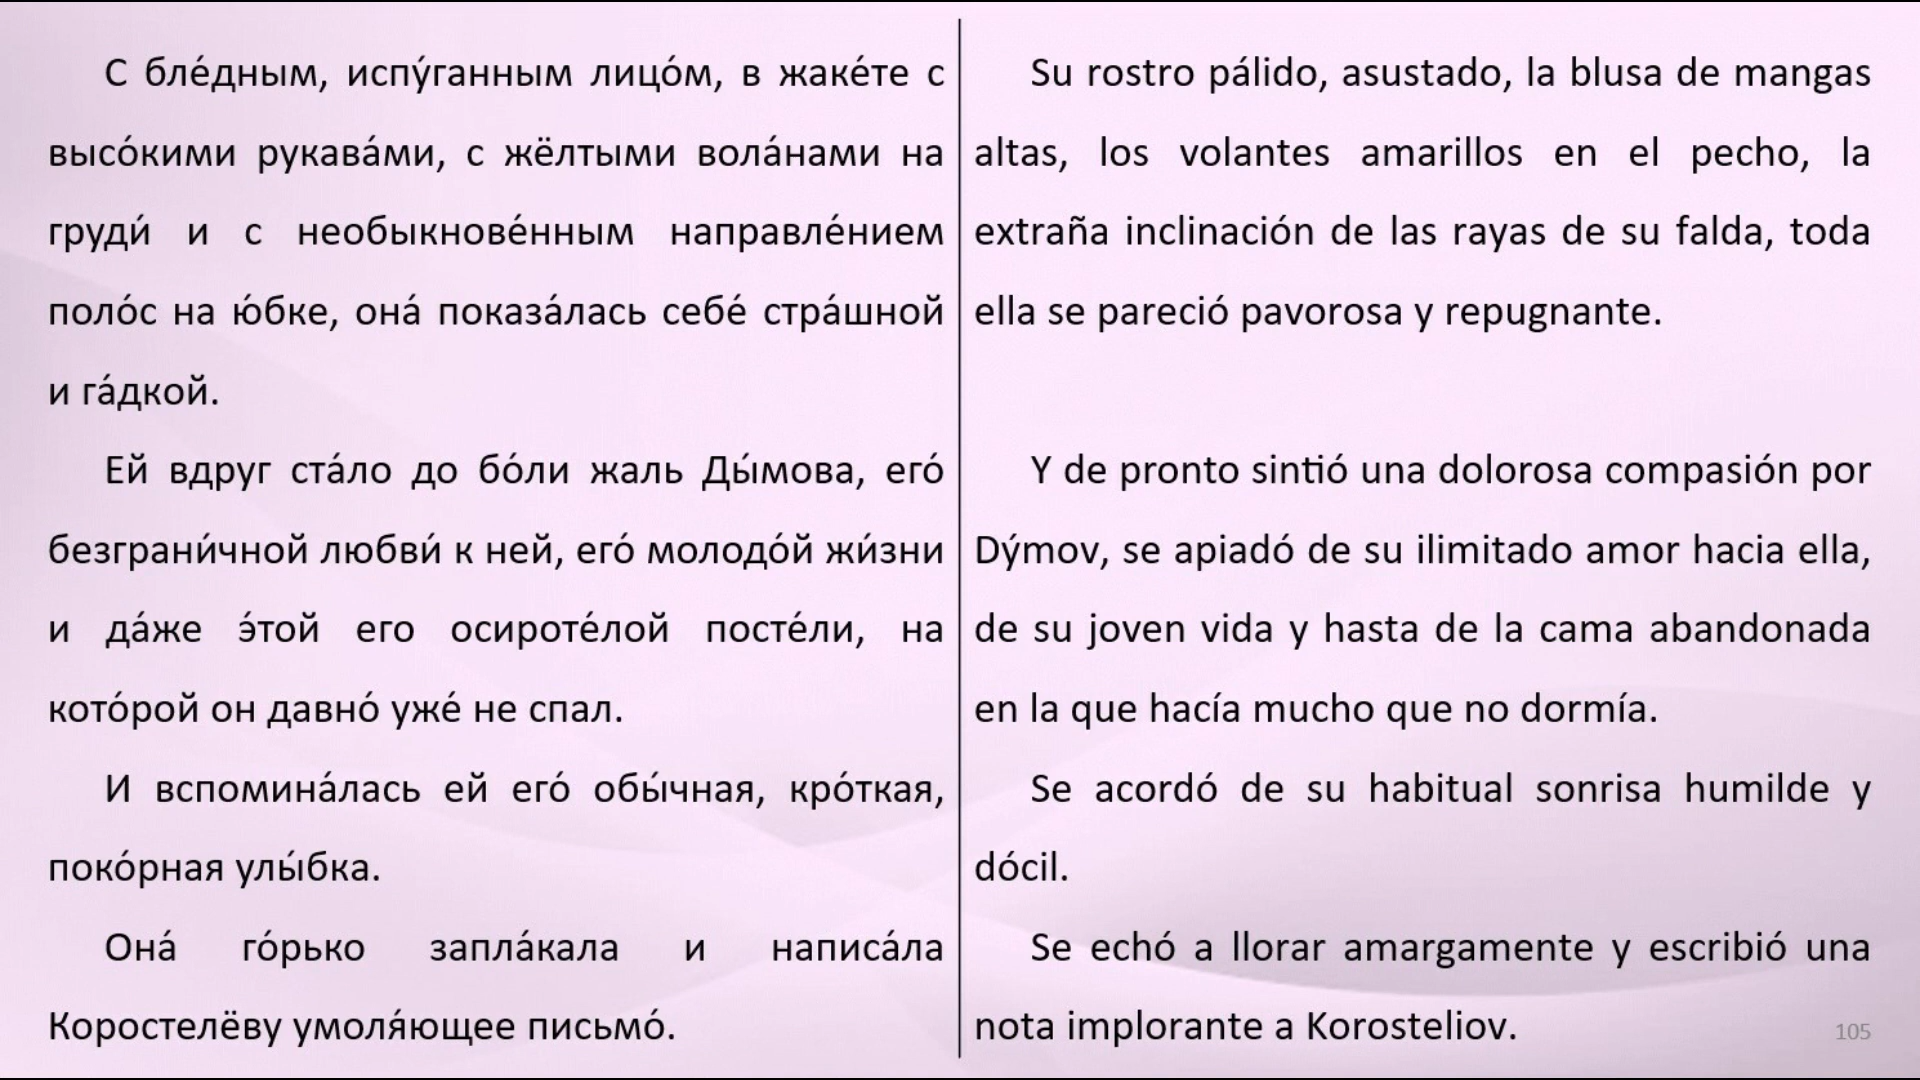 С бле́дным, испу́ганным лицо́м, в жаке́те с
высо́кими рукава́ми, с жёлтыми вола́нами на
груди́ и с необыкнове́нным направле́нием
поло́с на ю́бке, она́ показа́лась себе́ стра́шной
и га́дкой.
Ей вдруг ста́ло до бо́ли жаль Ды́мова, его́
безграни́чной любви́ к ней, его́ молодо́й жи́зни
и да́же э́той его осироте́лой посте́ли, на
кото́рой он давно́ уже́ не спал.
И вспомина́лась ей его́ обы́чная, кро́ткая,
поко́рная улы́бка.
Она́ го́рько запла́кала и написа́ла
Коростелёву умоля́ющее письмо́.
Su rostro pálido, asustado, la blusa de mangas
altas, los volantes amarillos en el pecho, la
extraña inclinación de las rayas de su falda, toda
ella se pareció pavorosa y repugnante.
Y de pronto sintió una dolorosa compasión por
Dýmov, se apiadó de su ilimitado amor hacia ella,
de su joven vida y hasta de la cama abandonada
en la que hacía mucho que no dormía.
Se acordó de su habitual sonrisa humilde y
dócil.
Se echó a llorar amargamente y escribió una
nota implorante a Korosteliov.
105